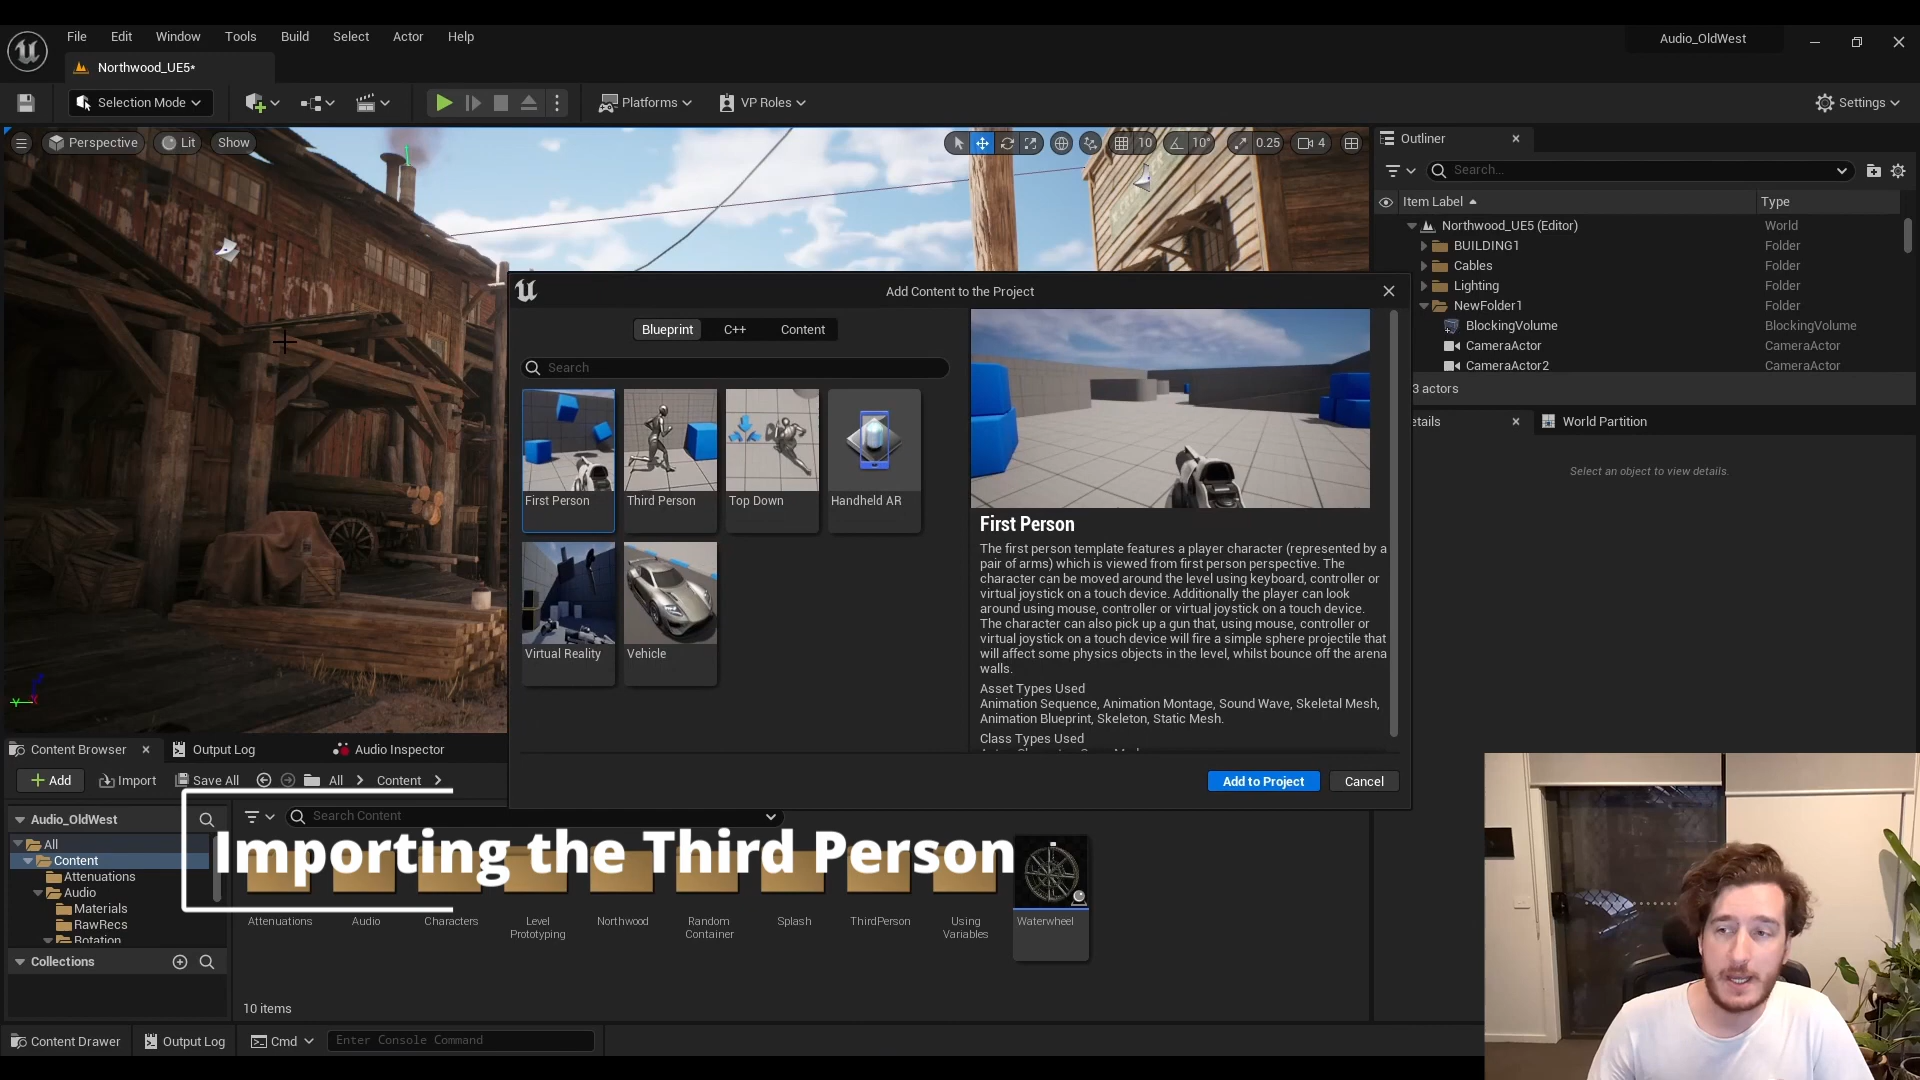 File Edit Window Tools Build Select Actor Help
Audio_OldWest
Northwood_UE5*
Selection Mode
Platforms
VP Roles
Settings
Perspective
Lit
Show
10
10°
0.25
4
Outliner
Search...
Item Label
Type
Northwood_UE5 (Editor) World
BUILDING1 Folder
Cables Folder
Lighting Folder
NewFolder1 Folder
BlockingVolume BlockingVolume
CameraActor CameraActor
CameraActor2 CameraActor
3 actors
etails
World Partition
Select an object to view details.
Add Content to the Project
Blueprint C++ Content
Search
First Person
Third Person
Top Down
Handheld AR
Virtual Reality
Vehicle
First Person
The first person template features a player character (represented by a
pair of arms) which is viewed from first person perspective. The
character can be moved around the level using keyboard, controller or
virtual joystick on a touch device. Additionally the player can look
around using mouse, controller or virtual joystick on a touch device.
The character can also pick up a gun that, using mouse, controller or
virtual joystick on a touch device will fire a simple sphere projectile that
will affect some physics objects in the level, whilst bounce off the arena
walls.
Asset Types Used
Animation Sequence, Animation Montage, Sound Wave, Skeletal Mesh,
Animation Blueprint, Skeleton, Static Mesh.
Class Types Used
Add to Project
Cancel
Content Browser
Output Log
Audio Inspector
Add
Import
Save All
All
Content
Audio_OldWest
Search Content
All
Content
Attenuations
Audio
Materials
RawRecs
Rotation
Collections
Importing the Third Person
Attenuations
Audio
Characters
Level
Prototyping
Northwood
Random
Container
Splash
ThirdPerson
Using
Variables
Waterwheel
10 items
Content Drawer
Output Log
Cmd
Enter Console Command